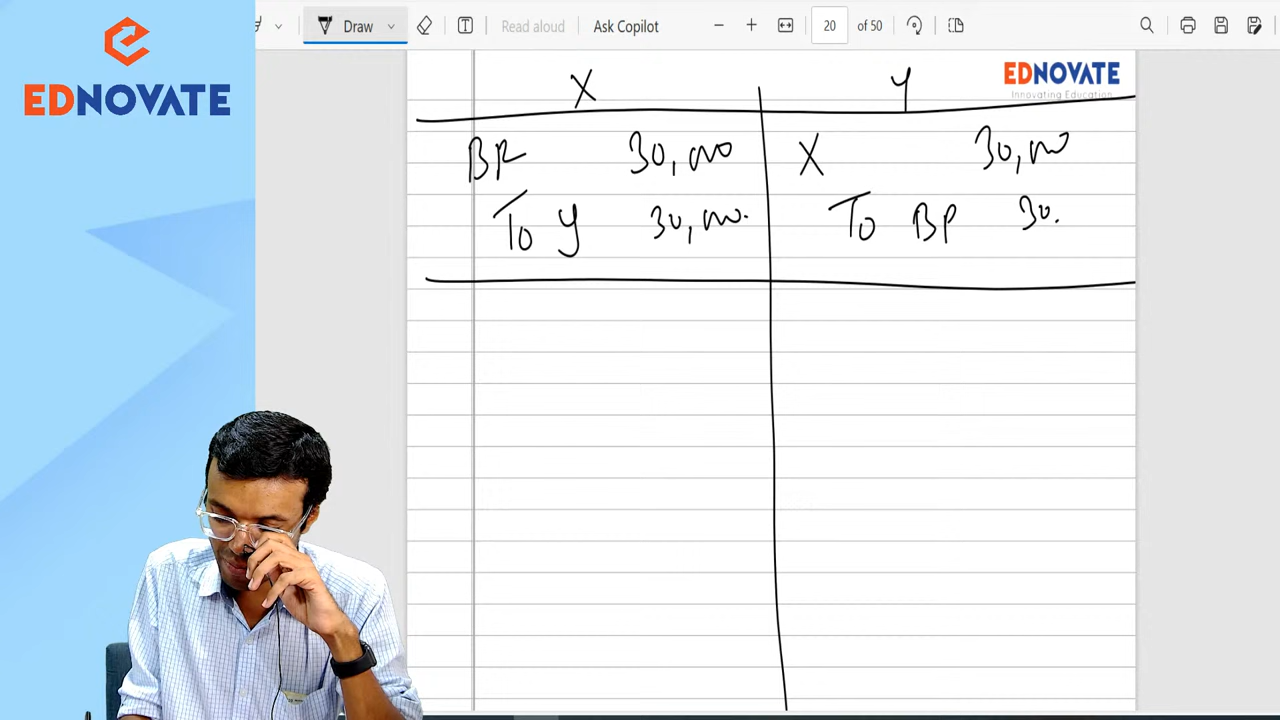 Draw
Read aloud
Ask Copilot
20 of 50
EDNOVATE
EDNOVATE
Innovating Education
X Y
BR 30,000 X 30,000
To Y 30,000. To BP 30.